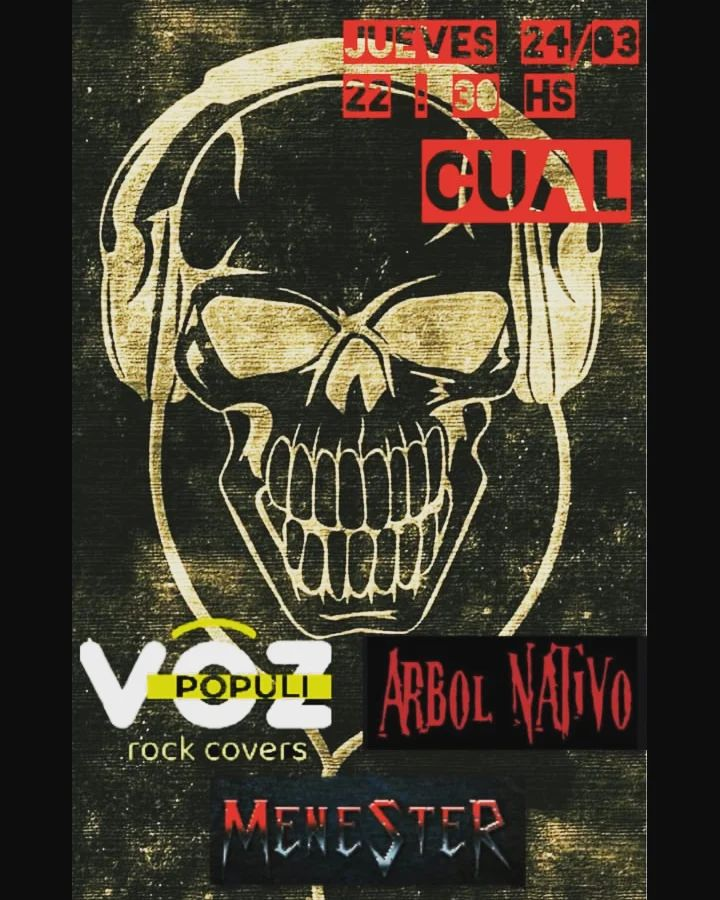 JUEVES 24/03
22 : 30 HS
CUAL
VOZ
POPULI
rock covers
ARBOL NATIVO
MENESTER